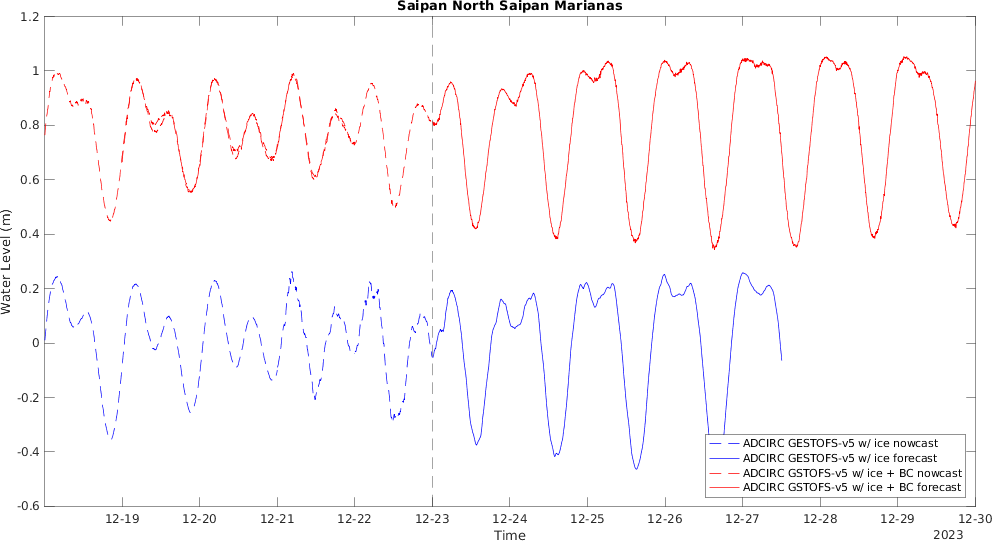 Saipan North Saipan Marianas
1.2
1
0.8
0.6
0.4
0.2
0
-0.2
-0.4
-0.6
Water Level (m)
ADCIRC GESTOFS-v5 w/ ice nowcast
ADCIRC GESTOFS-v5 w/ ice forecast
ADCIRC GSTOFS-v5 w/ ice + BC nowcast
ADCIRC GSTOFS-v5 w/ ice + BC forecast
12-19 12-20 12-21 12-22 12-23 12-24 12-25 12-26 12-27 12-28 12-29 12-30
Time
2023